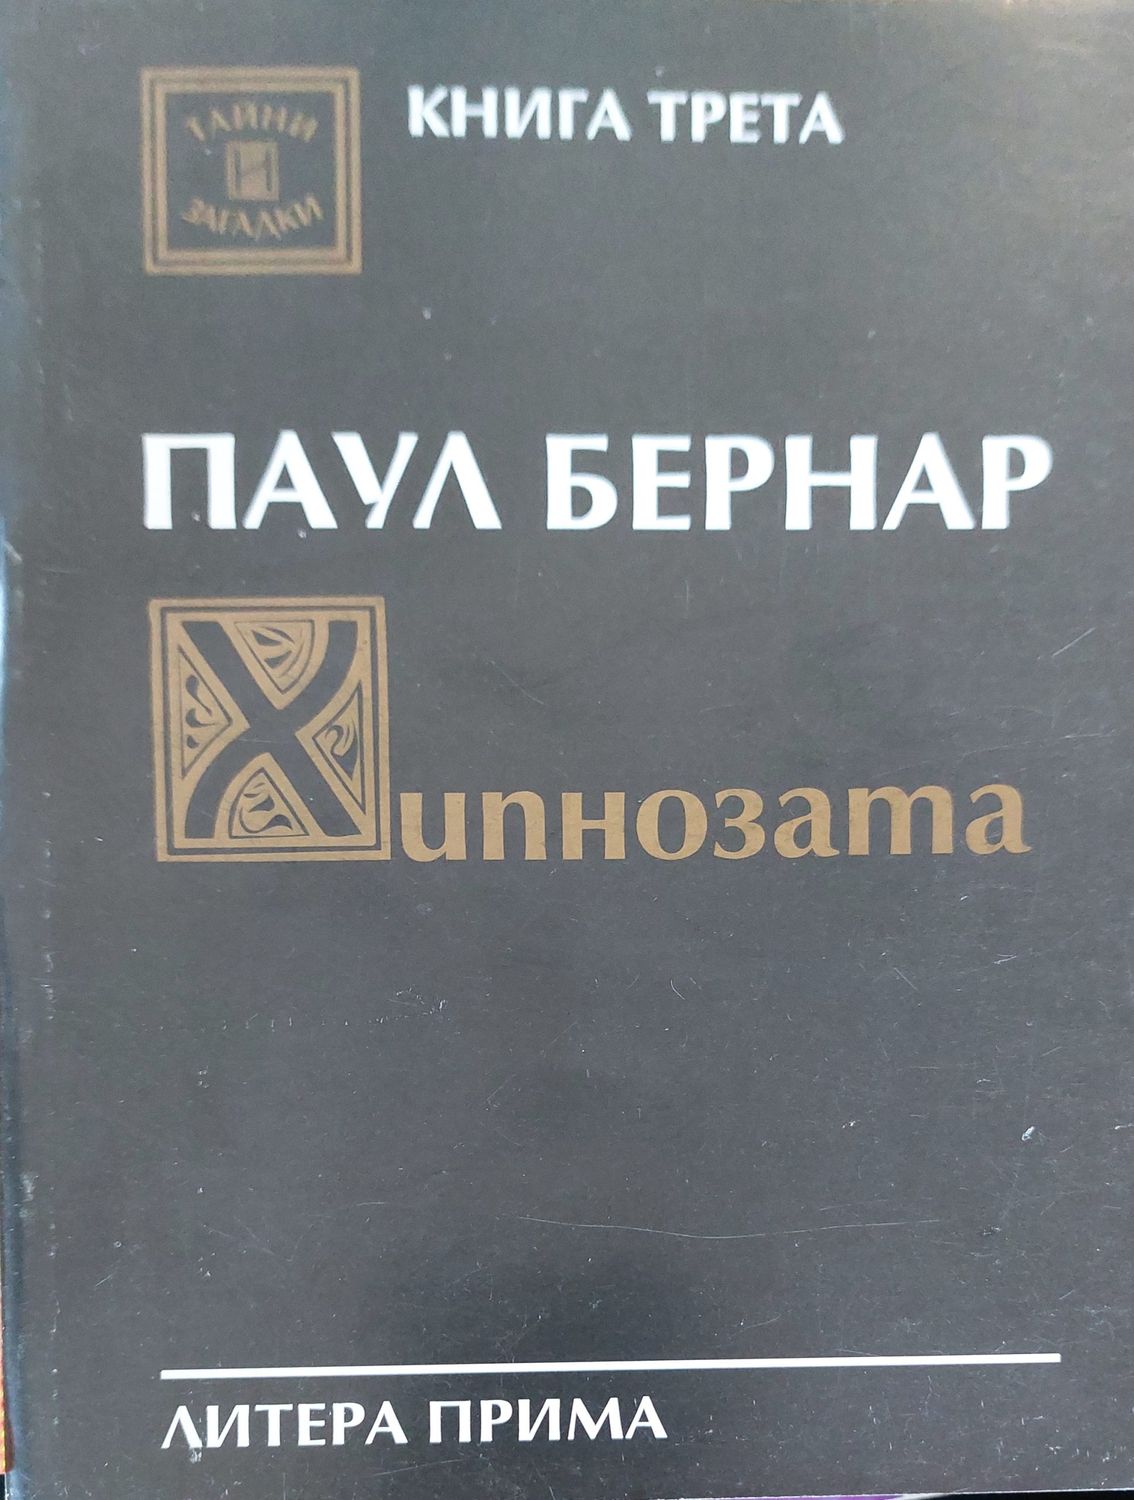 ТАЙНИ
И
ЗАГАДКИ
КНИГА ТРЕТА
ПАУЛ БЕРНАР
Хипнозата
ЛИТЕРА ПРИМА